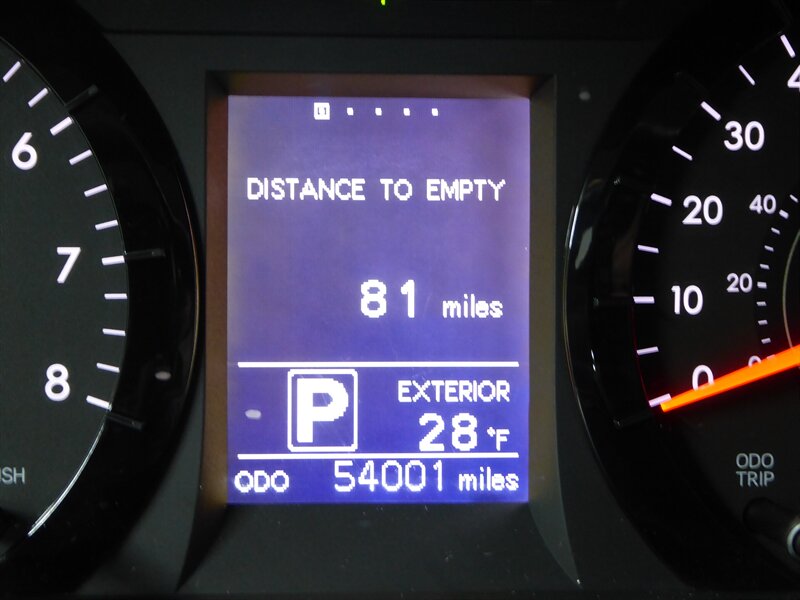 L1
DISTANCE TO EMPTY
81 miles
P
EXTERIOR
28 °F
ODO 54001 miles
6
7
8
30
20
10
0
40
20
ODO
TRIP